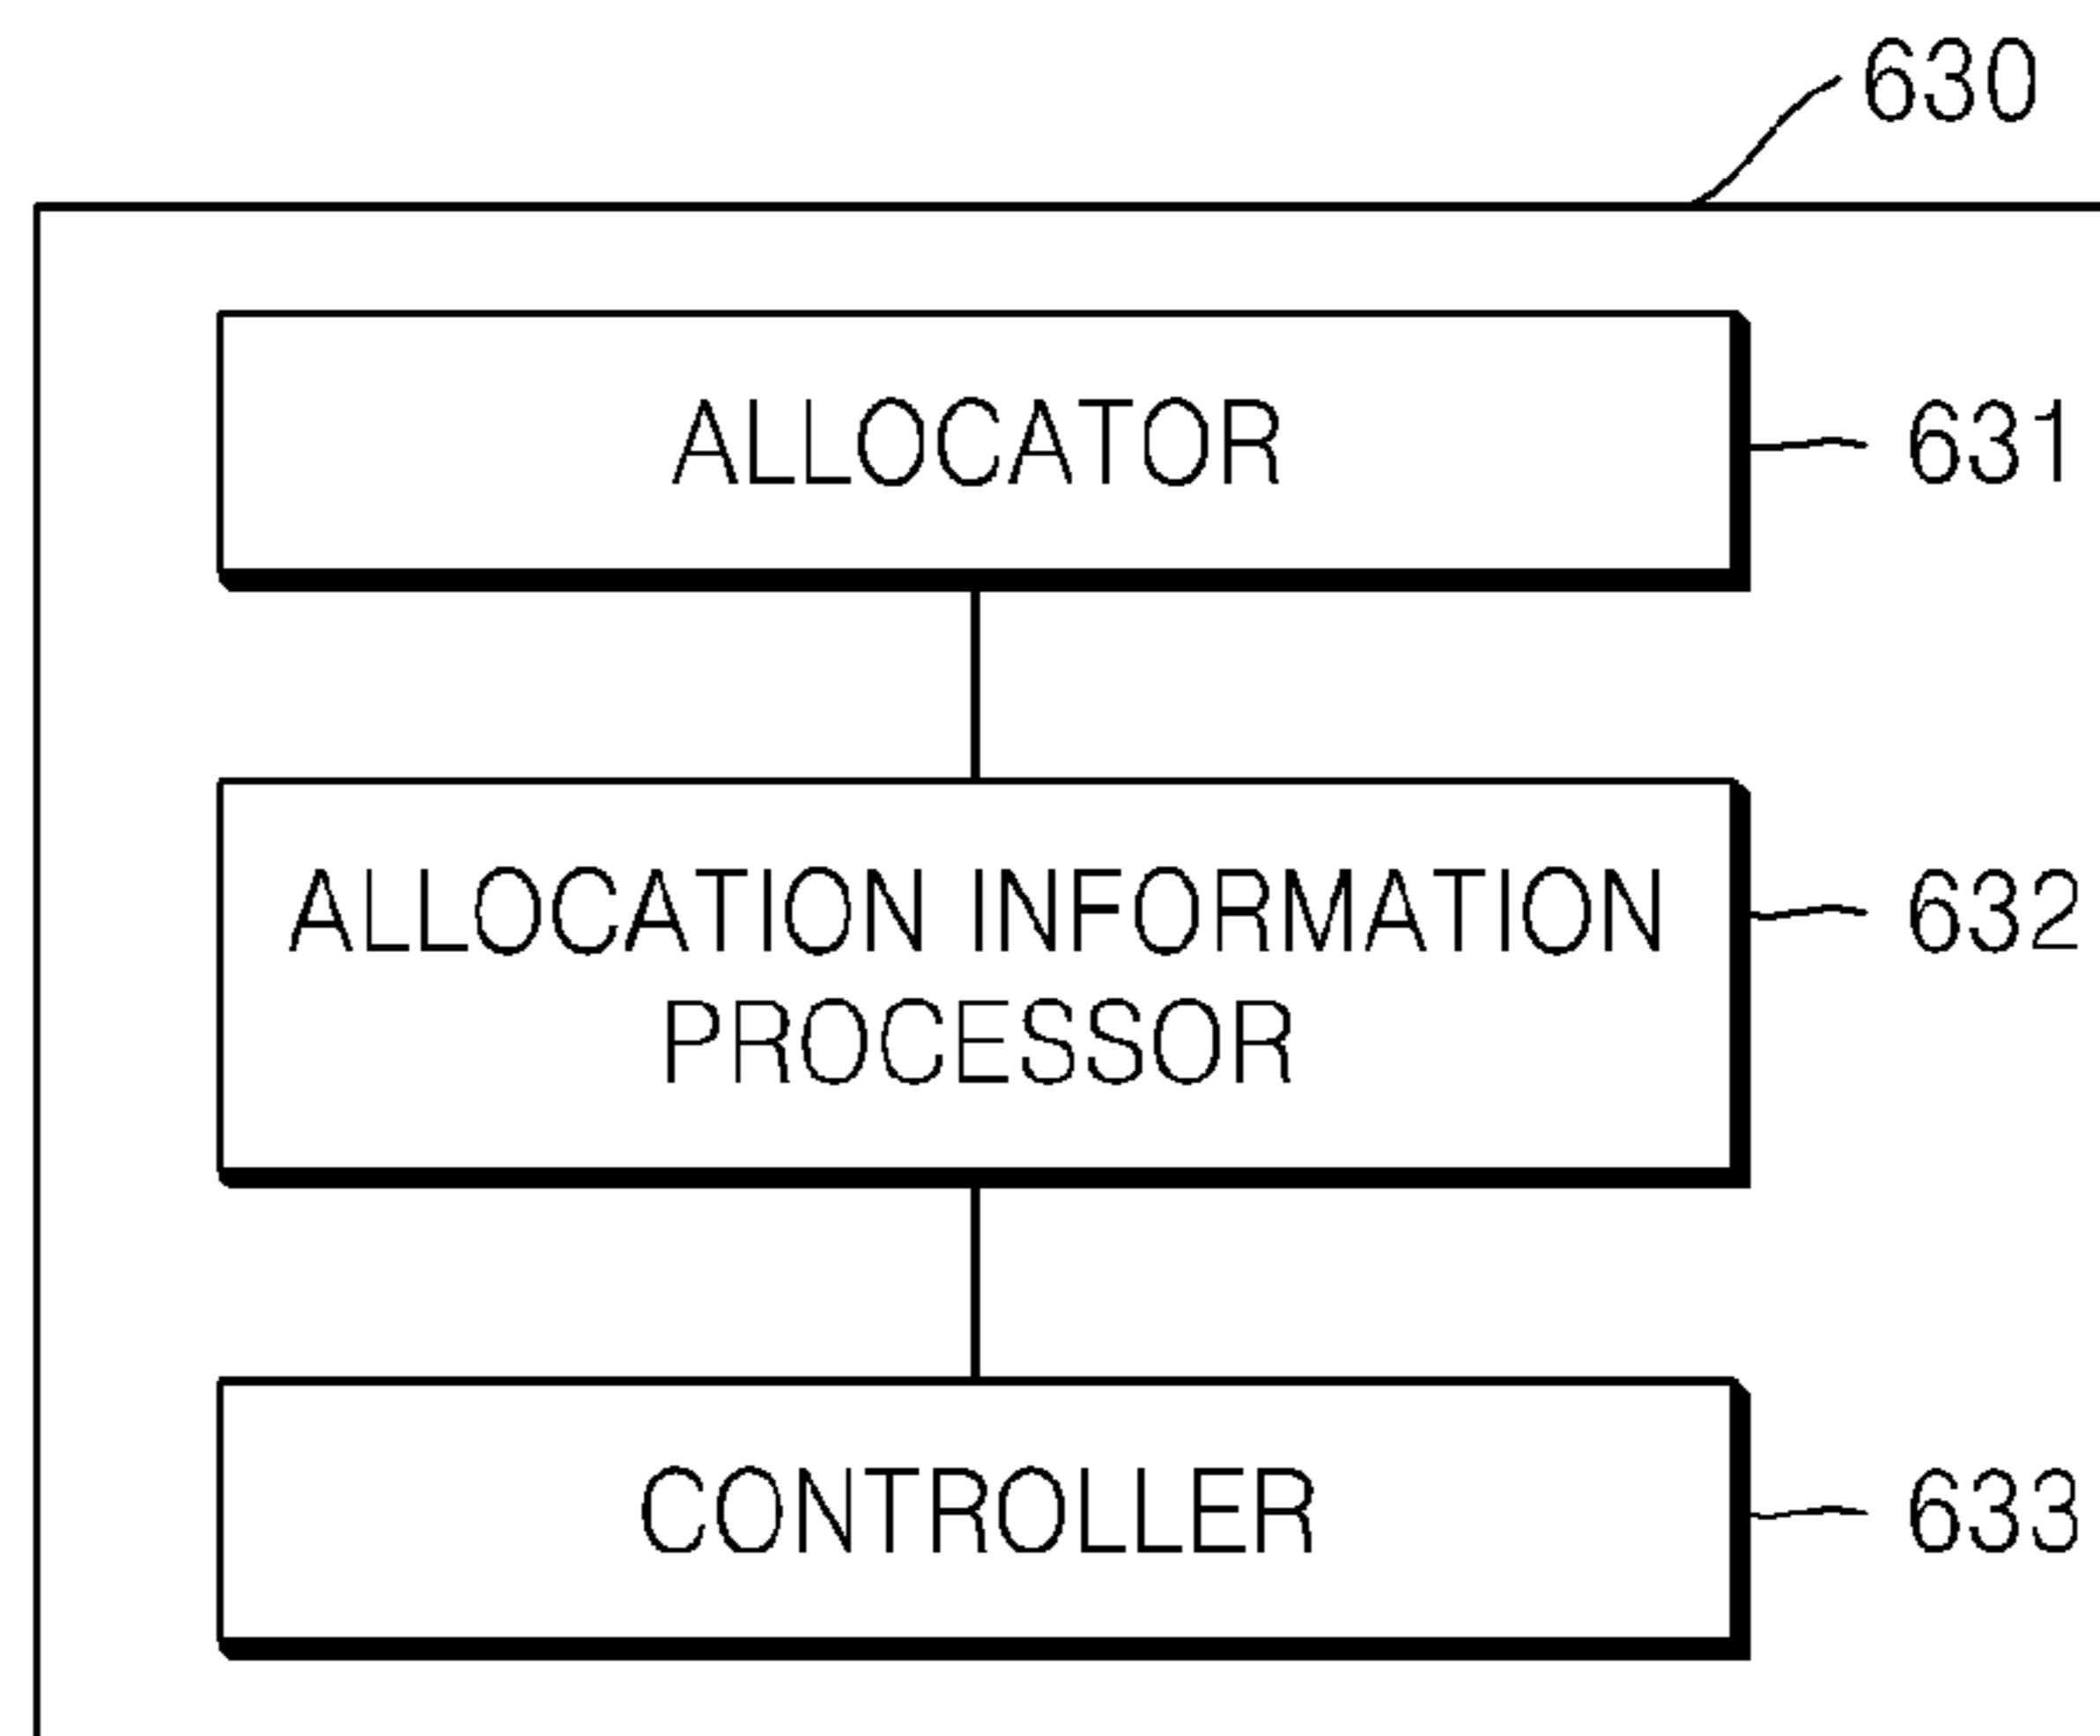 630
ALLOCATOR
631
ALLOCATION INFORMATION
PROCESSOR
632
CONTROLLER
633